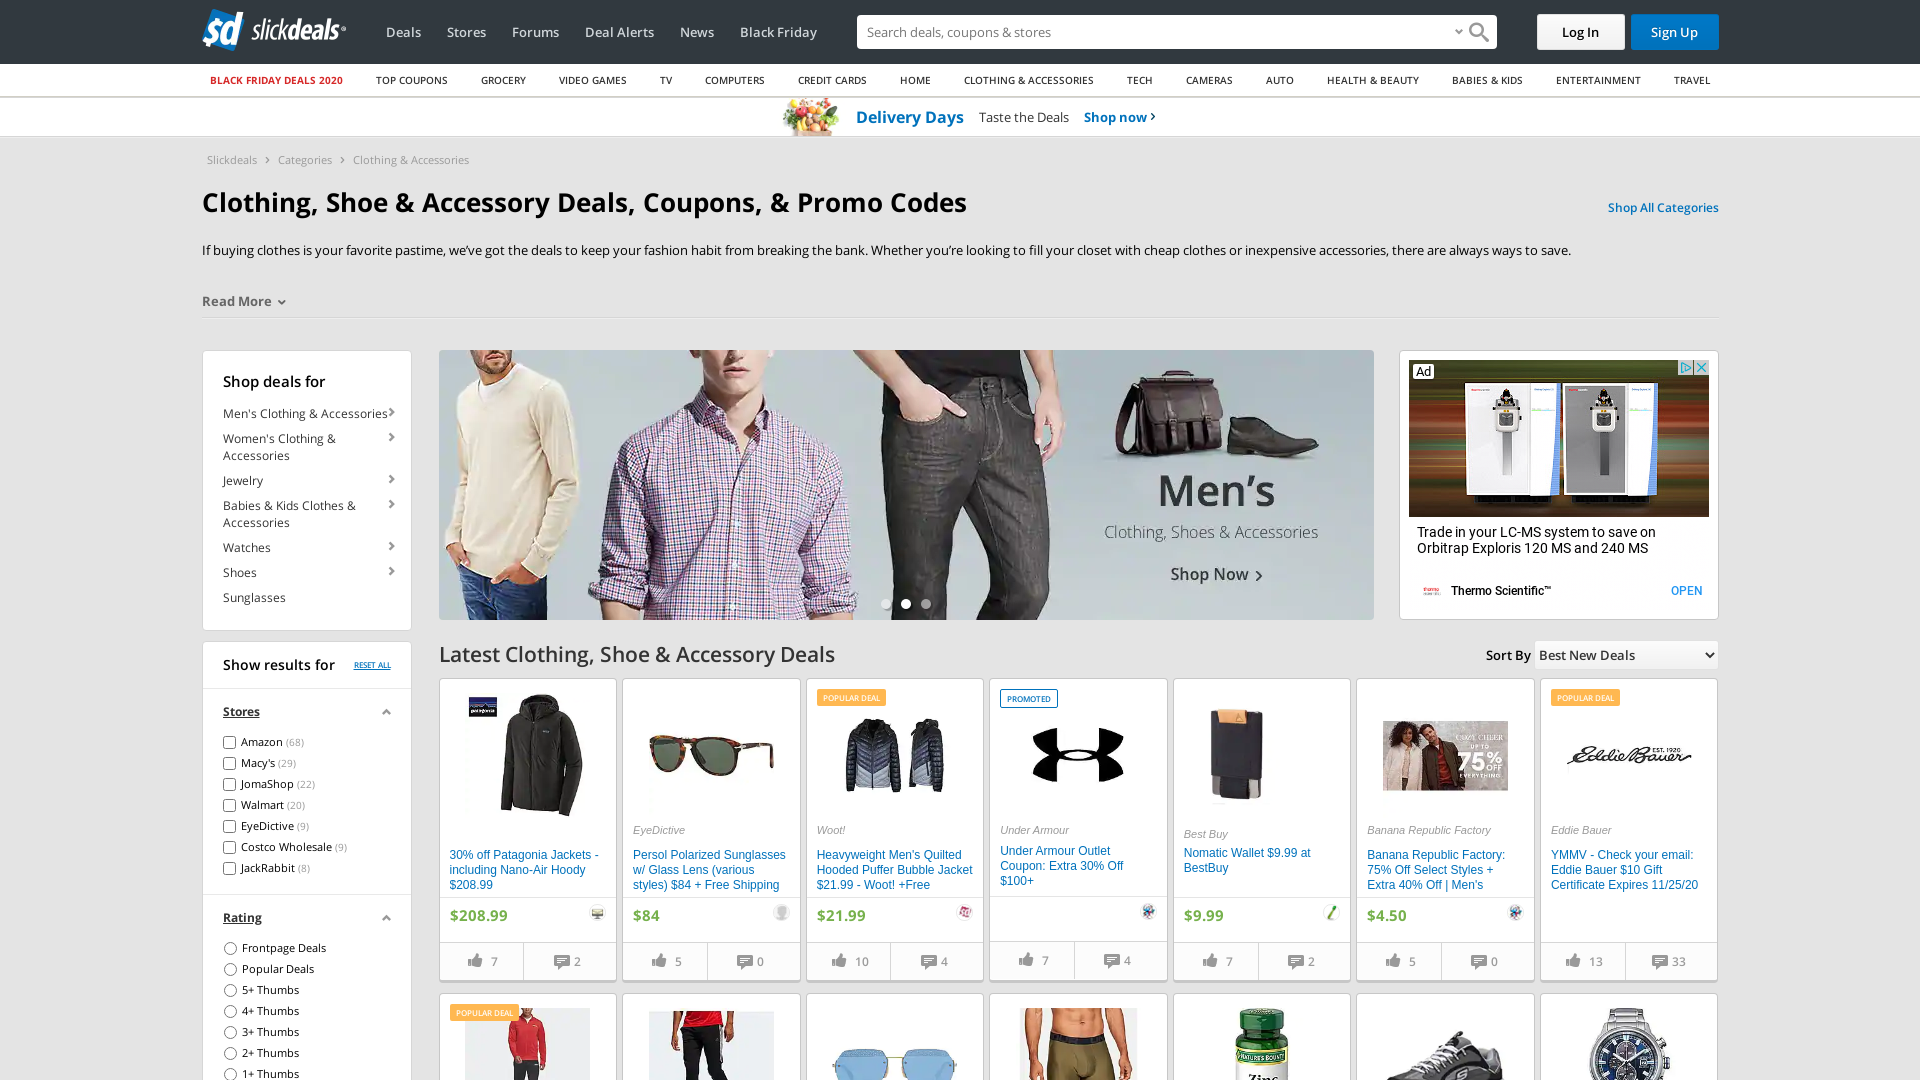 slickdeals
Deals
Stores
Forums
Deal Alerts
News
Black Friday
Search deals, coupons & stores
Log In
Sign Up
BLACK FRIDAY DEALS 2020
TOP COUPONS
GROCERY
VIDEO GAMES
TV
COMPUTERS
CREDIT CARDS
HOME
CLOTHING & ACCESSORIES
TECH
CAMERAS
AUTO
HEALTH & BEAUTY
BABIES & KIDS
ENTERTAINMENT
TRAVEL
Delivery Days Taste the Deals Shop now
Slickdeals > Categories > Clothing & Accessories
Clothing, Shoe & Accessory Deals, Coupons, & Promo Codes
Shop All Categories
If buying clothes is your favorite pastime, we’ve got the deals to keep your fashion habit from breaking the bank. Whether you’re looking to fill your closet with cheap clothes or inexpensive accessories, there are always ways to save.
Read More
Shop deals for
Men's Clothing & Accessories
Women's Clothing &
Accessories
Jewelry
Babies & Kids Clothes &
Accessories
Watches
Shoes
Sunglasses
Show results for
RESET ALL
Stores
Amazon (68)
Macy's (29)
JomaShop (22)
Walmart (20)
EyeDictive (9)
Costco Wholesale (9)
JackRabbit (8)
Rating
Frontpage Deals
Popular Deals
5+ Thumbs
4+ Thumbs
3+ Thumbs
2+ Thumbs
1+ Thumbs
Men’s
Clothing, Shoes & Accessories
Shop Now
Ad
Trade in your LC-MS system to save on
Orbitrap Exploris 120 MS and 240 MS
Thermo Scientific™
OPEN
Latest Clothing, Shoe & Accessory Deals
Sort By
Best New Deals
patagonia
30% off Patagonia Jackets -
including Nano-Air Hoody
$208.99
$208.99
7
2
EyeDictive
Persol Polarized Sunglasses
w/ Glass Lens (various
styles) $84 + Free Shipping
$84
5
0
POPULAR DEAL
Woot!
Heavyweight Men's Quilted
Hooded Puffer Bubble Jacket
$21.99 - Woot! +Free
$21.99
10
4
PROMOTED
Under Armour
Under Armour Outlet
Coupon: Extra 30% Off
$100+
7
4
Best Buy
Nomatic Wallet $9.99 at
BestBuy
$9.99
7
2
COZY CHEER
UP TO
75% OFF
EVERYTHING
Banana Republic Factory
Banana Republic Factory:
75% Off Select Styles +
Extra 40% Off | Men's
$4.50
5
0
POPULAR DEAL
EST. 1920
Eddie Bauer
Eddie Bauer
YMMV - Check your email:
Eddie Bauer $10 Gift
Certificate Expires 11/25/20
13
33
POPULAR DEAL
NATURE'S BOUNTY
Zinc